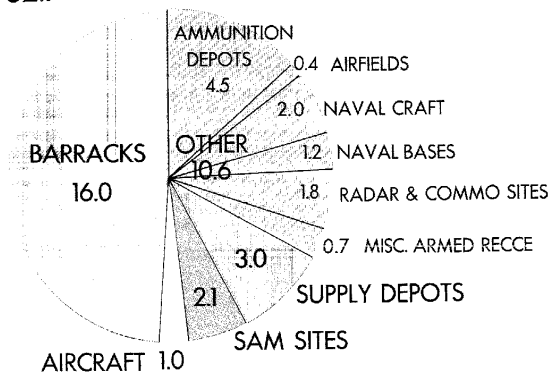 AMMUNITION
DEPOTS
4.5
0.4 AIRFIELDS
2.0 NAVAL CRAFT
BARRACKS
16.0
OTHER
10.6
1.2 NAVAL BASES
1.8 RADAR & COMMO SITES
0.7 MISC. ARMED RECCE
3.0
SUPPLY DEPOTS
2.1
SAM SITES
AIRCRAFT 1.0